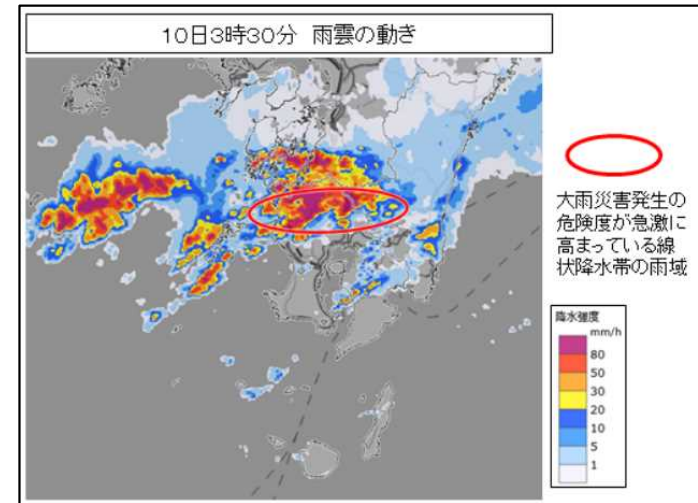 10日3時30分 雨雲の動き
大雨災害発生の
危険度が急激に
高まっている線
状降水帯の雨域
降水強度
mm/h
80
50
30
20
10
5
1